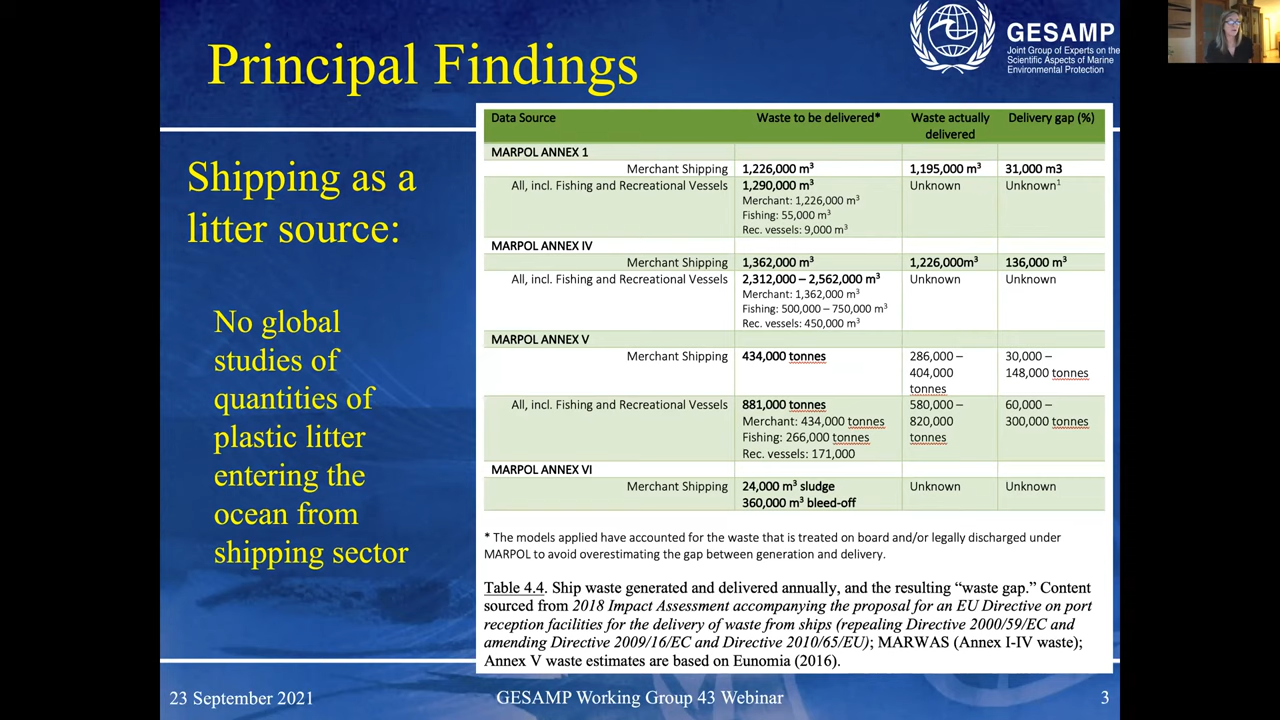 Principal Findings
GESAMP
Joint Group of Experts on the
Scientific Aspects of Marine
Environmental Protection
Shipping as a
litter source:
No global
studies of
quantities of
plastic litter
entering the
ocean from
shipping sector
Data Source Waste to be delivered* Waste actually delivered Delivery gap (%)
MARPOL ANNEX 1
Merchant Shipping 1,226,000 m³ 1,195,000 m³ 31,000 m3
All, incl. Fishing and Recreational Vessels 1,290,000 m³ Unknown Unknown¹
Merchant: 1,226,000 m³
Fishing: 55,000 m³
Rec. vessels: 9,000 m³
MARPOL ANNEX IV
Merchant Shipping 1,362,000 m³ 1,226,000m³ 136,000 m³
All, incl. Fishing and Recreational Vessels 2,312,000 – 2,562,000 m³ Unknown Unknown
Merchant: 1,362,000 m³
Fishing: 500,000 – 750,000 m³
Rec. vessels: 450,000 m³
MARPOL ANNEX V
Merchant Shipping 434,000 tonnes 286,000 – 30,000 –
404,000 148,000 tonnes
tonnes
All, incl. Fishing and Recreational Vessels 881,000 tonnes 580,000 – 60,000 –
Merchant: 434,000 tonnes 820,000 300,000 tonnes
Fishing: 266,000 tonnes tonnes
Rec. vessels: 171,000
MARPOL ANNEX VI
Merchant Shipping 24,000 m³ sludge Unknown Unknown
360,000 m³ bleed-off
* The models applied have accounted for the waste that is treated on board and/or legally discharged under
MARPOL to avoid overestimating the gap between generation and delivery.
Table 4.4. Ship waste generated and delivered annually, and the resulting “waste gap.” Content
sourced from 2018 Impact Assessment accompanying the proposal for an EU Directive on port
reception facilities for the delivery of waste from ships (repealing Directive 2000/59/EC and
amending Directive 2009/16/EC and Directive 2010/65/EU); MARWAS (Annex I-IV waste);
Annex V waste estimates are based on Eunomia (2016).
23 September 2021
GESAMP Working Group 43 Webinar
3